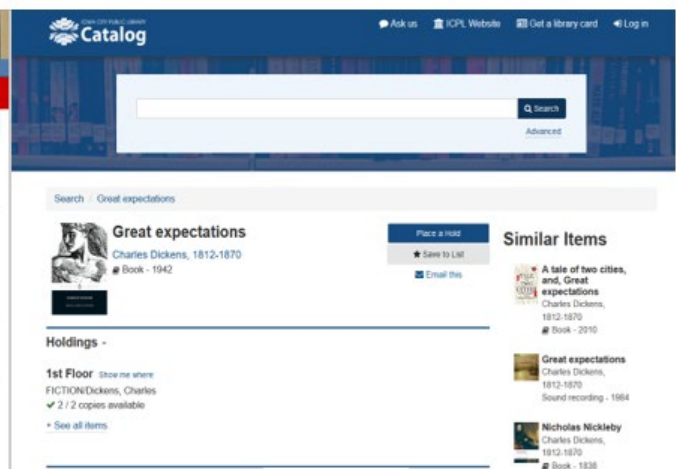 IOWA CITY PUBLIC LIBRARY
Catalog
Ask us
ICPL Website
Get a library card
Log in
Search
Advanced
Search / Great expectations
Great expectations
Charles Dickens, 1812-1870
Book - 1942
Place a Hold
Save to List
Email this
Holdings -
1st Floor Show me where
FICTION/Dickens, Charles
2 / 2 copies available
+ See all items
Similar Items
A tale of two cities,
and, Great
expectations
Charles Dickens,
1812-1870
Book - 2010
Great expectations
Charles Dickens,
1812-1870
Sound recording - 1984
Nicholas Nickleby
Charles Dickens,
1812-1870
Book - 1838